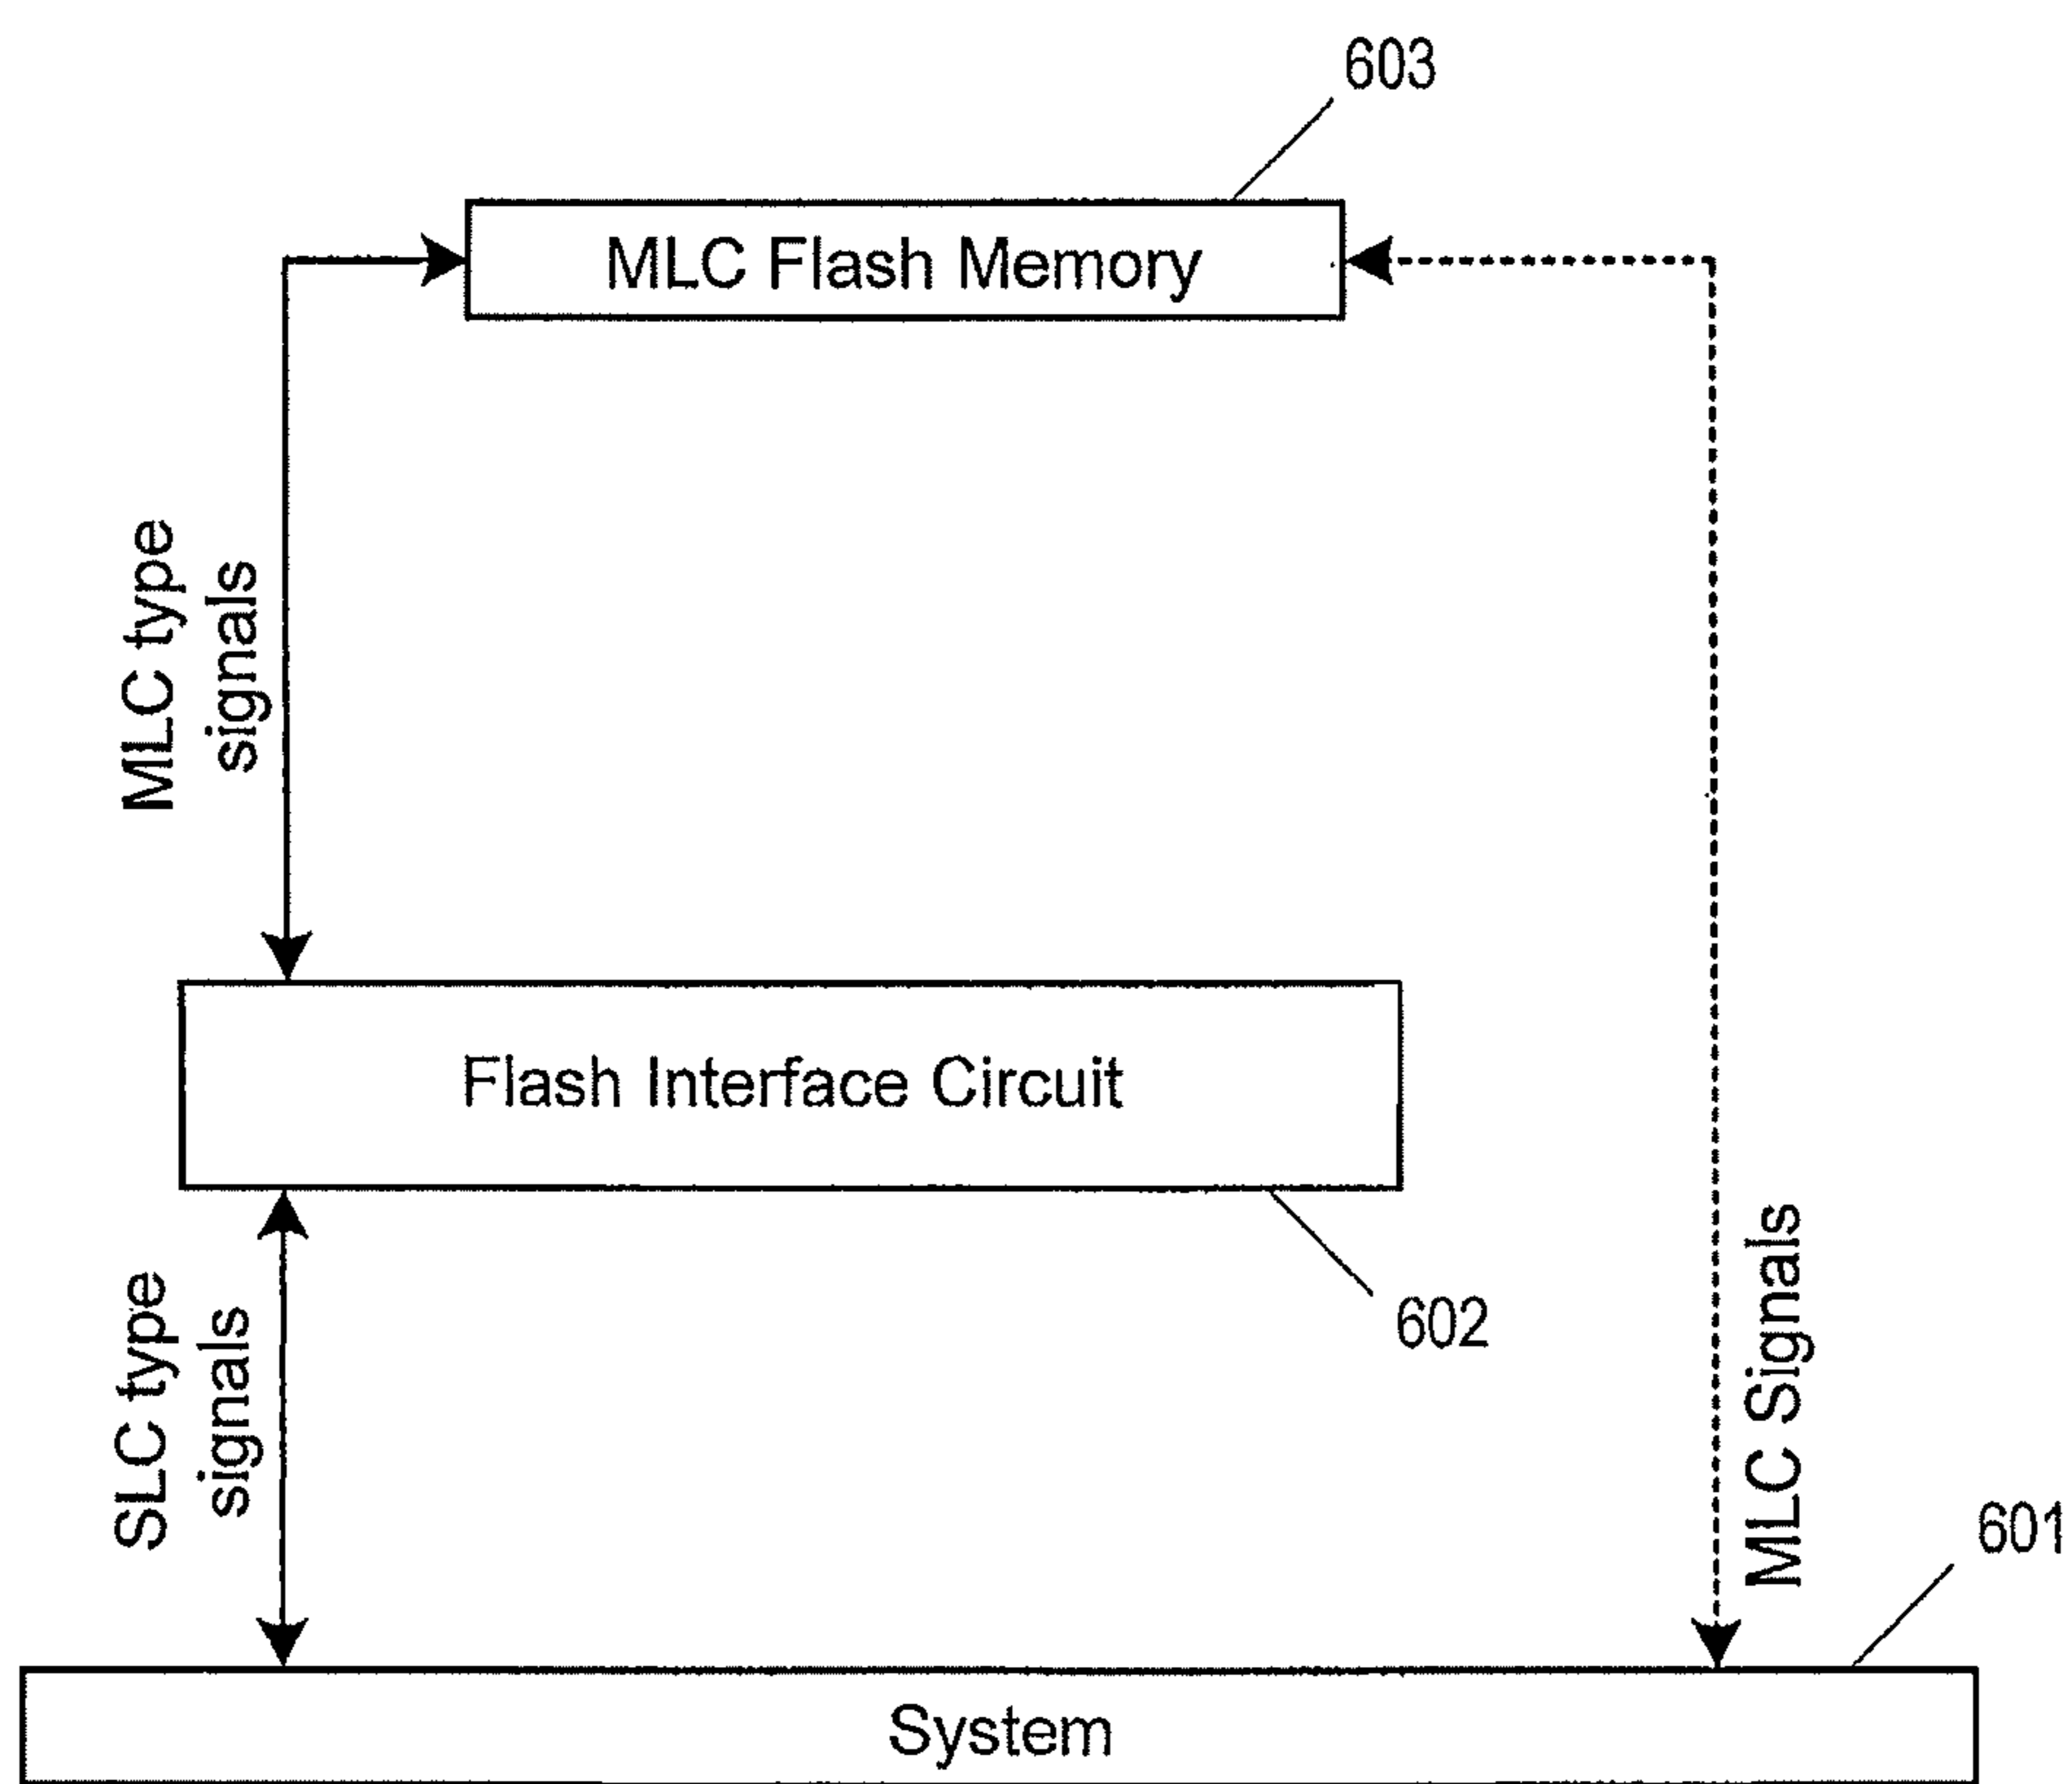 603
MLC Flash Memory
MLC type
signals
Flash Interface Circuit
602
SLC type
signals
MLC Signals
601
System